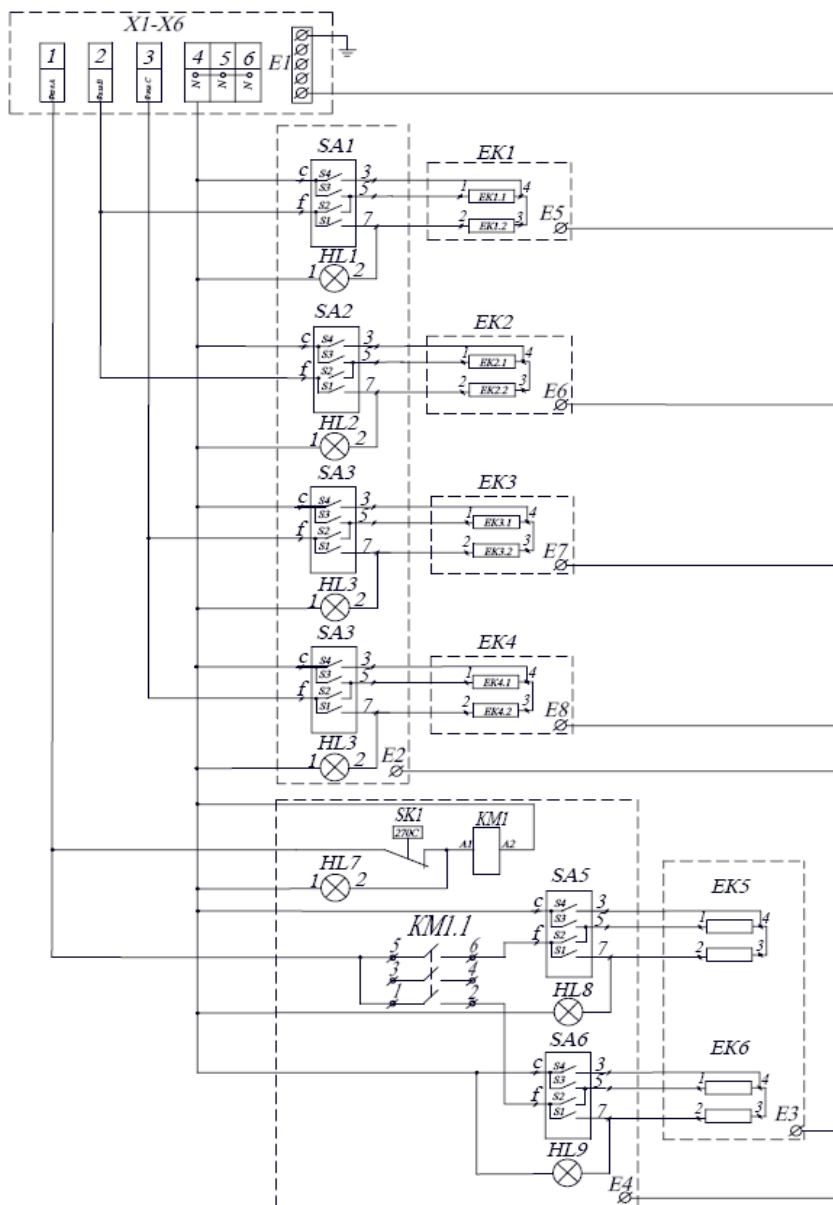 X1-X6
1 2 3 4 5 6 E1
Фаза А Фаза В Фаза С N N N
SA1
c S4 3
S3 5
f S2
S1 7
EK1
1 EK1.1 4
2 EK1.2 3
E5
HL1
1 2
SA2
c S4 3
S3 5
f S2
S1 7
EK2
1 EK2.1 4
2 EK2.2 3
E6
HL2
1 2
SA3
c S4 3
S3 5
f S2
S1 7
EK3
1 EK3.1 4
2 EK3.2 3
E7
HL3
1 2
SA3
c S4 3
S3 5
f S2
S1 7
EK4
1 EK4.1 4
2 EK4.2 3
E8
HL3
1 2
E2
SK1
270C
KM1
A1 A2
HL7
1 2
SA5
c S4 3
S3 5
f S2
S1 7
EK5
1 4
2 3
KM1.1
5 6
3 4
1 2
HL8
SA6
c S4 3
S3 5
f S2
S1 7
EK6
1 4
2 3
E3
HL9
E4